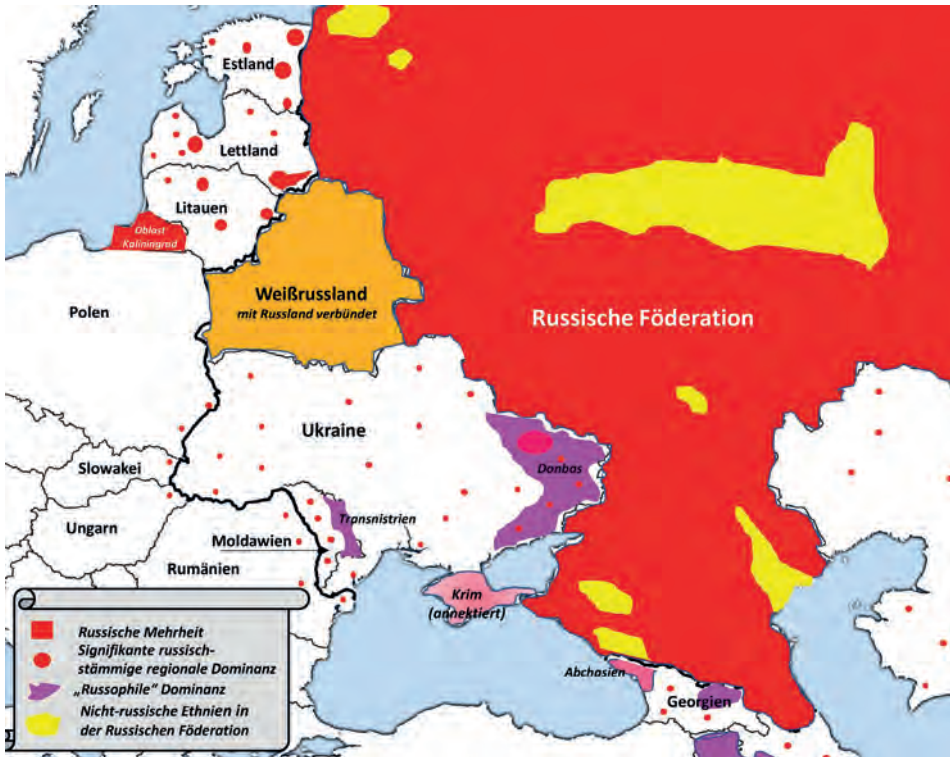 Estland
Lettland
Litauen
Oblast
Kaliningrad
Weißrussland
mit Russland verbündet
Polen
Russische Föderation
Ukraine
Slowakei
Donbas
Ungarn
Transnistrien
Moldawien
Rumänien
Krim
(annektiert)
Abchasien
Georgien
Russische Mehrheit
Signifikante russisch-
stämmige regionale Dominanz
„Russophile“ Dominanz
Nicht-russische Ethnien in
der Russischen Föderation